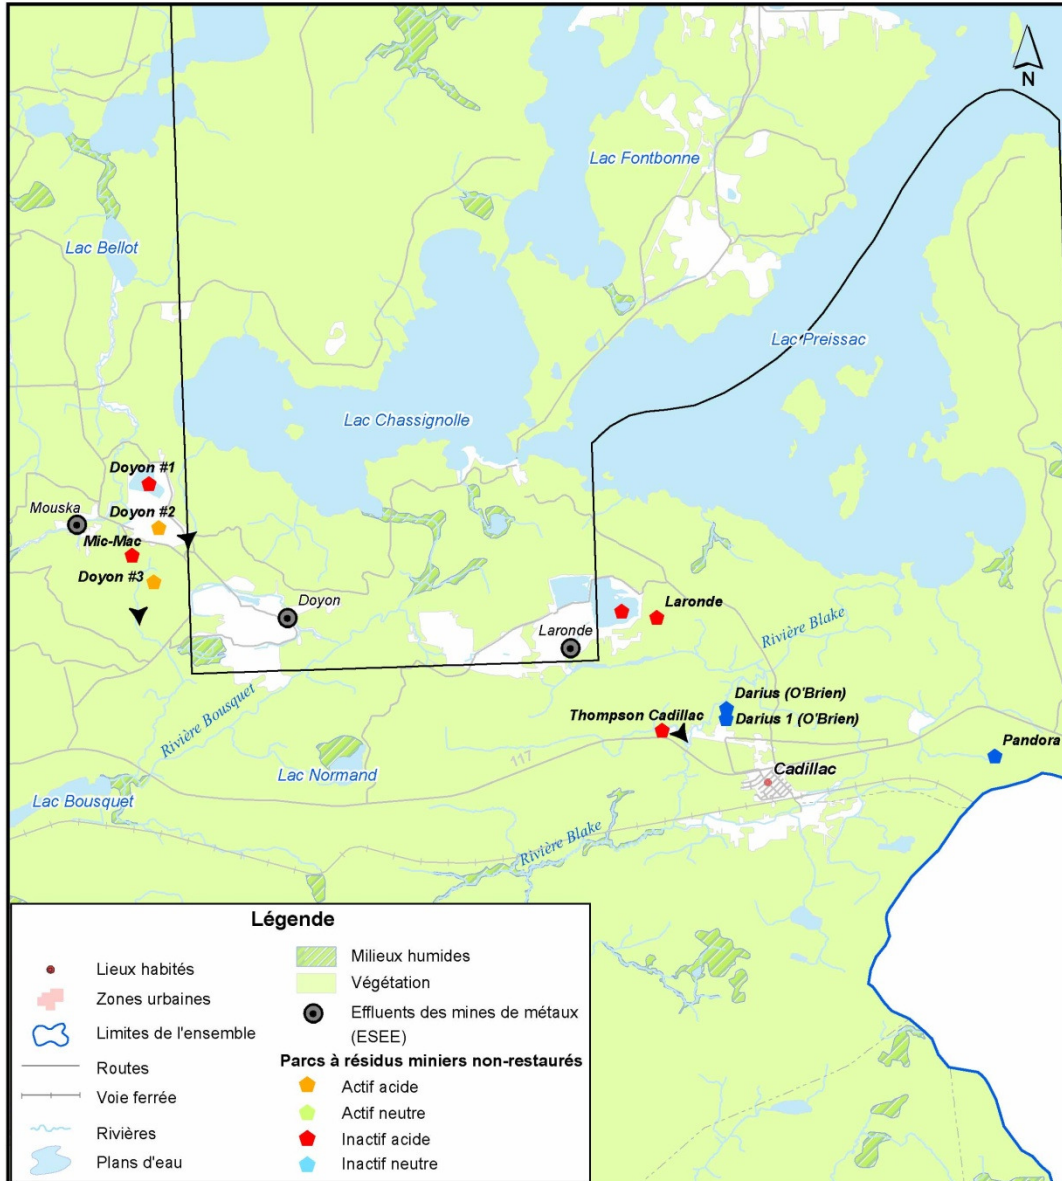 N
Lac Fontbonne
Lac Bellot
Lac Preissac
Lac Chassignolle
Doyon #1
Mouska
Doyon #2
Mic-Mac
Doyon #3
Doyon
Laronde
Laronde
Rivière Blake
Rivière Bousquet
Darius (O'Brien)
Thompson Cadillac
Darius 1 (O'Brien)
Pandora
117
Cadillac
Lac Normand
Lac Bousquet
Rivière Blake
Légende
Lieux habités
Zones urbaines
Limites de l'ensemble
Routes
Voie ferrée
Rivières
Plans d'eau
Milieux humides
Végétation
Effluents des mines de métaux
(ESEE)
Parcs à résidus miniers non-restaurés
Actif acide
Actif neutre
Inactif acide
Inactif neutre